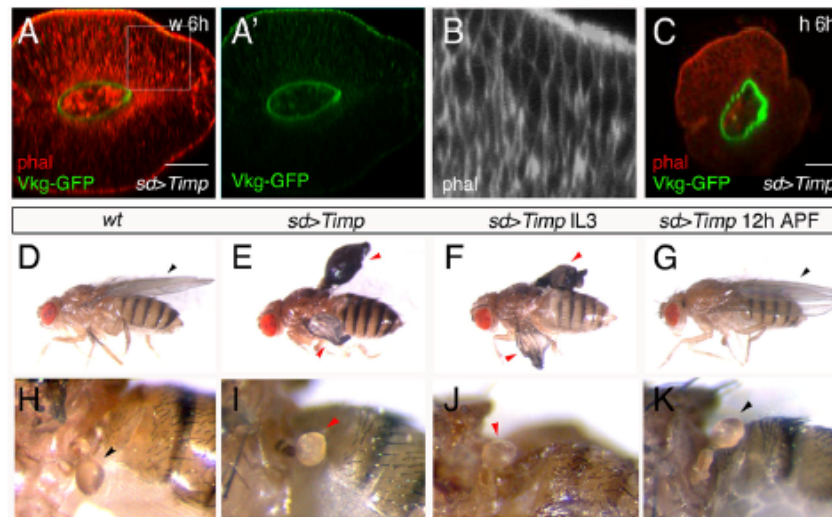 A w 6h
phal
Vkg-GFP sd>Timp
A'
Vkg-GFP
B
phal
C h 6h
phal
Vkg-GFP
sd>Timp
wt sd>Timp sd>Timp IL3 sd>Timp 12h APF
D E F G
H I J K